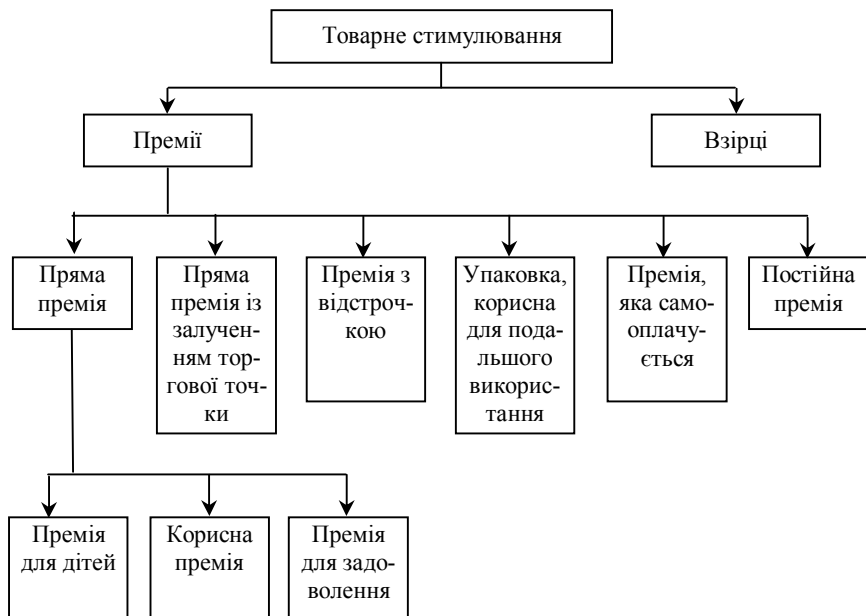 Товарне стимулювання
Премії
Взірці
Пряма
премія
Пряма
премія із
залучен-
ням тор-
гової точ-
ки
Премія з
відстроч-
кою
Упаковка,
корисна
для пода-
льшого
викорис-
тання
Премія,
яка само-
оплачу-
ється
Постійна
премія
Премія
для дітей
Корисна
премія
Премія
для задо-
волення